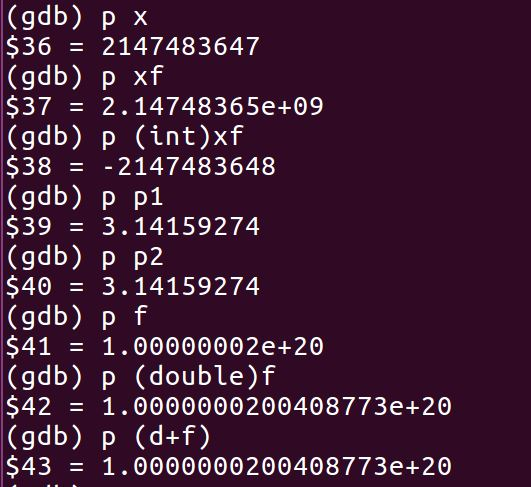 (gdb) p x
$36 = 2147483647
(gdb) p xf
$37 = 2.14748365e+09
(gdb) p (int)xf
$38 = -2147483648
(gdb) p p1
$39 = 3.14159274
(gdb) p p2
$40 = 3.14159274
(gdb) p f
$41 = 1.00000002e+20
(gdb) p (double)f
$42 = 1.0000000200408773e+20
(gdb) p (d+f)
$43 = 1.0000000200408773e+20